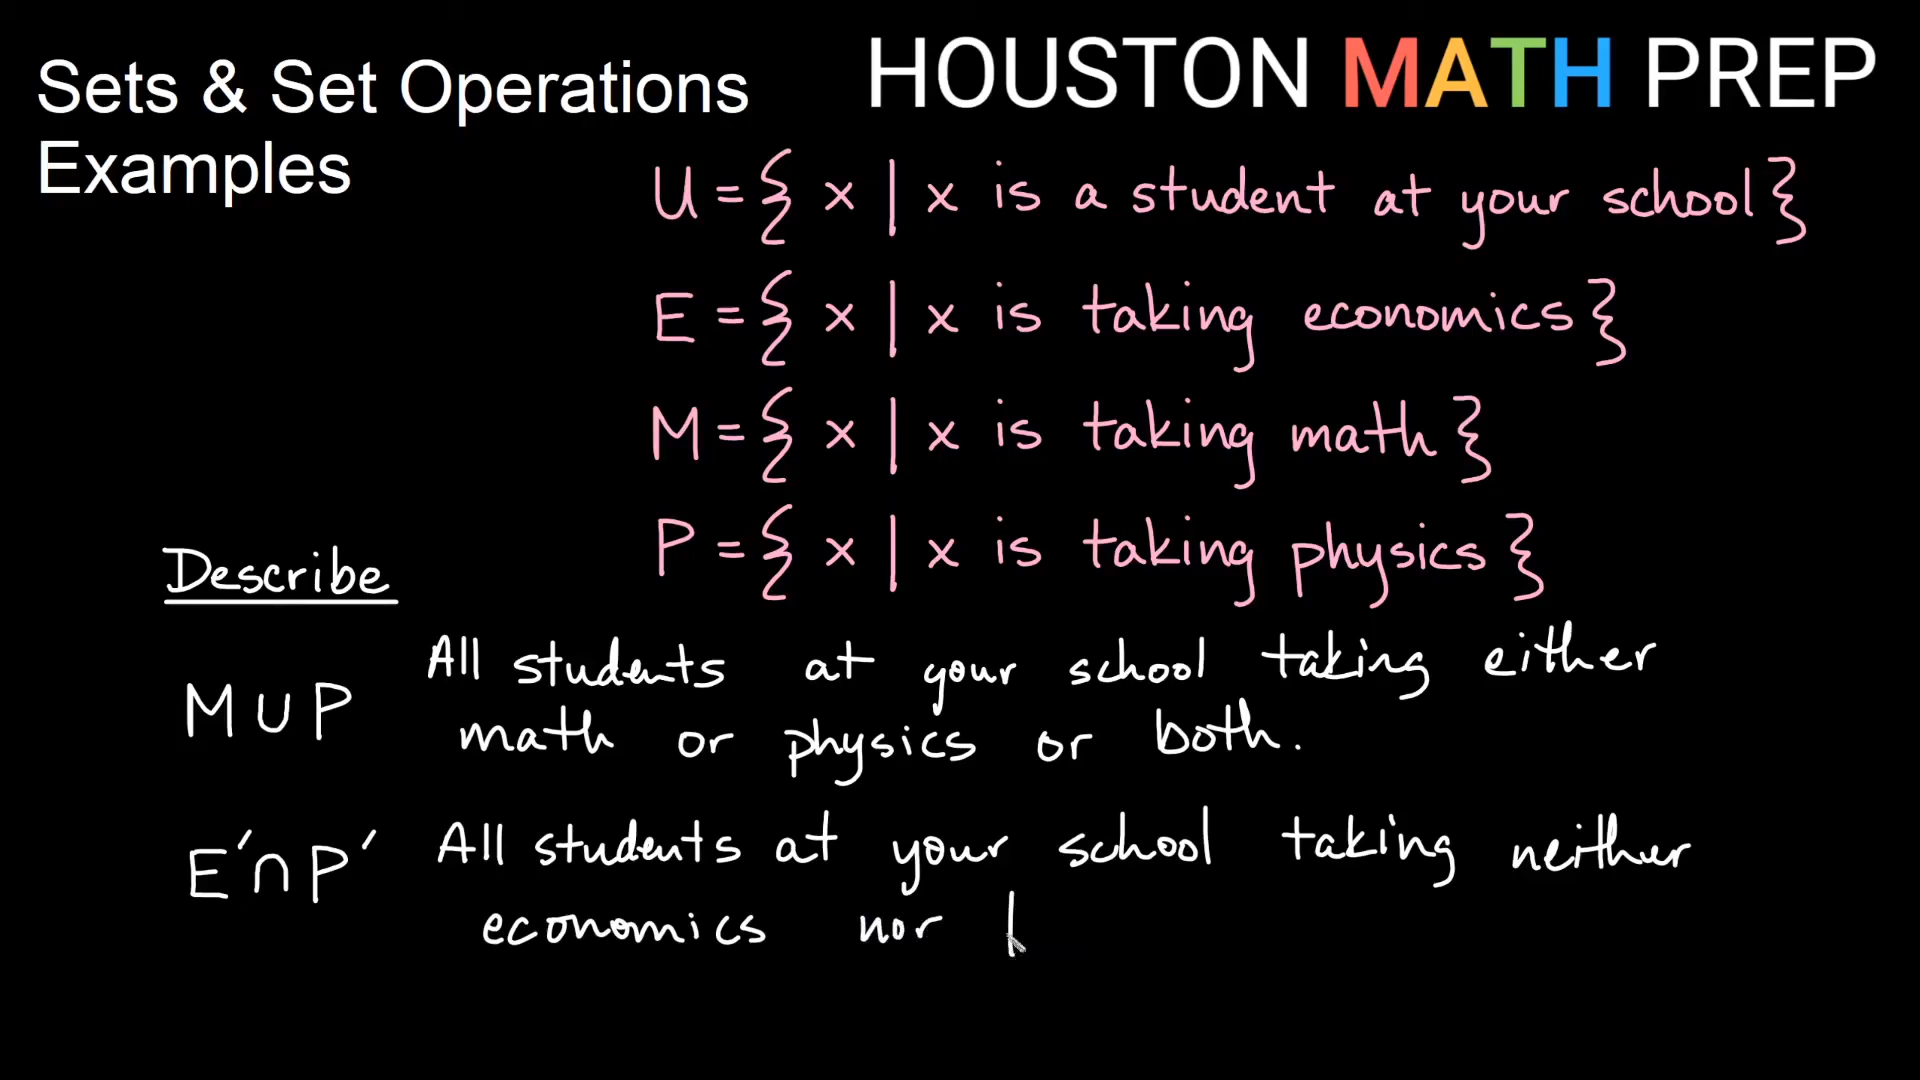 Sets & Set Operations
Examples
HOUSTON MATH PREP
U = { x | x is a student at your school }
E = { x | x is taking economics }
M = { x | x is taking math }
P = { x | x is taking physics }
Describe
M ∪ P All students at your school taking either
math or physics or both.
E′ ∩ P′ All students at your school taking neither
economics nor